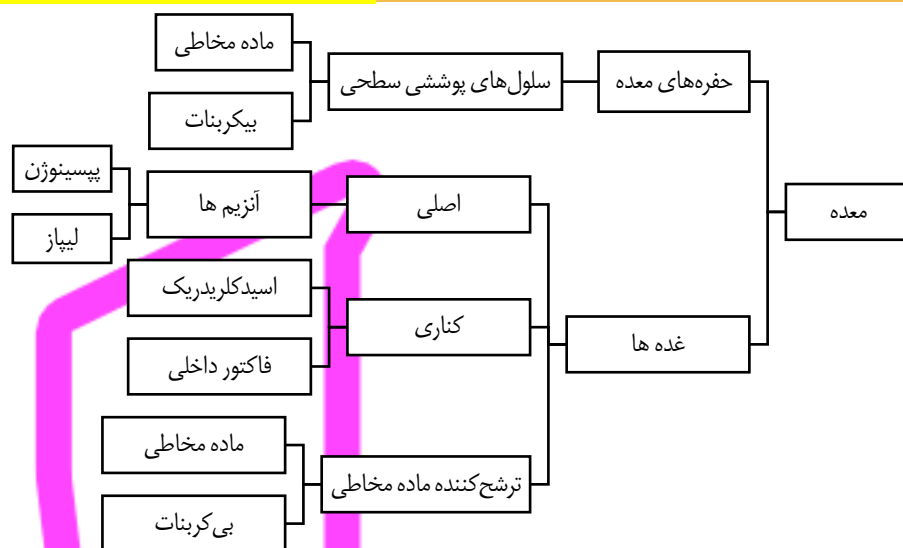 معده
حفره‌های معده
سلول‌های پوششی سطحی
ماده مخاطی
بیکربنات
غده ها
اصلی
آنزیم ها
پپسینوژن
لیپاز
کناری
اسیدکلریدریک
فاکتور داخلی
ترشح‌کننده ماده مخاطی
ماده مخاطی
بی‌کربنات